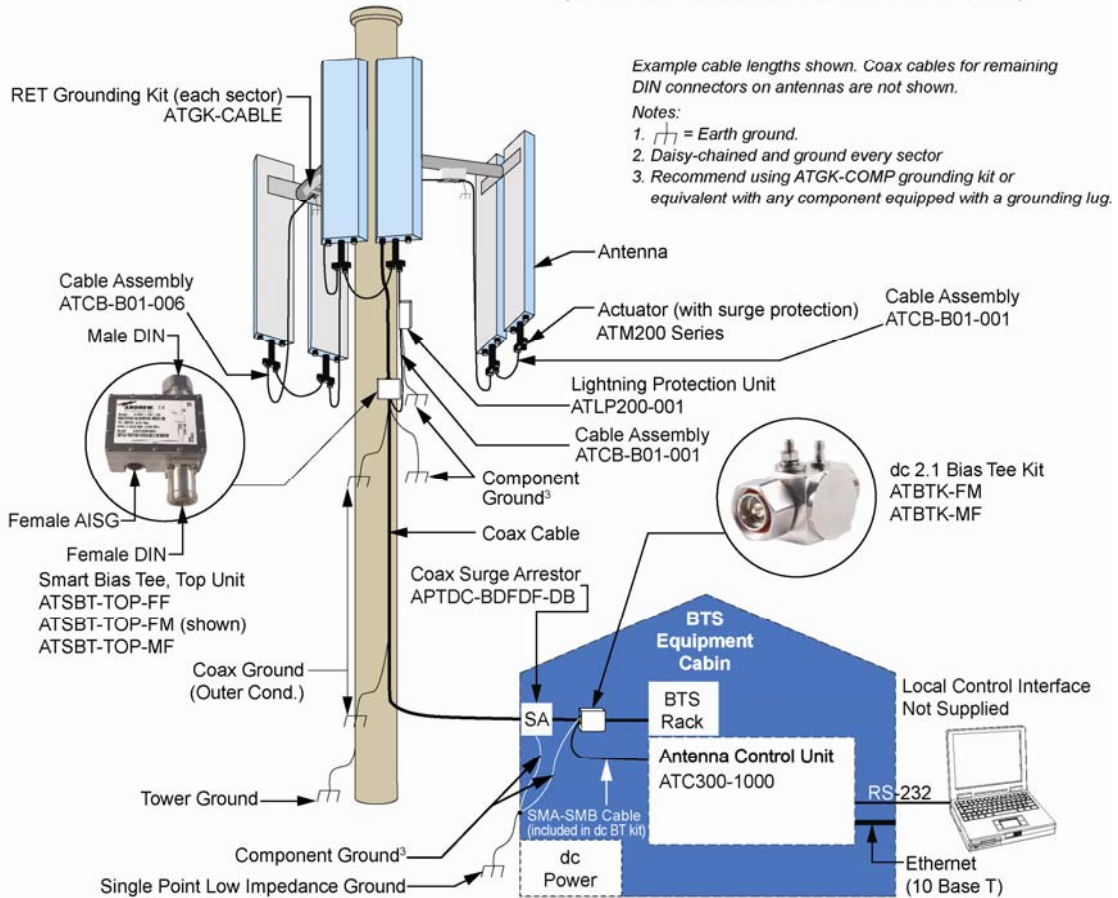 Example cable lengths shown. Coax cables for remaining
DIN connectors on antennas are not shown.
Notes:
1. = Earth ground.
2. Daisy-chained and ground every sector
3. Recommend using ATGK-COMP grounding kit or
equivalent with any component equipped with a grounding lug.
RET Grounding Kit (each sector)
ATGK-CABLE
Antenna
Actuator (with surge protection)
ATM200 Series
Cable Assembly
ATCB-B01-001
Cable Assembly
ATCB-B01-006
Male DIN
ANDREW.
Female AISG
Female DIN
Smart Bias Tee, Top Unit
ATSBT-TOP-FF
ATSBT-TOP-FM (shown)
ATSBT-TOP-MF
Lightning Protection Unit
ATLP200-001
Cable Assembly
ATCB-B01-001
Component
Ground3
Coax Cable
dc 2.1 Bias Tee Kit
ATBTK-FM
ATBTK-MF
Coax Surge Arrestor
APTDC-BDFDF-DB
Coax Ground
(Outer Cond.)
Tower Ground
BTS
Equipment
Cabin
SA
BTS
Rack
Antenna Control Unit
ATC300-1000
SMA-SMB Cable
(included in dc BT kit)
dc
Power
Component Ground3
Single Point Low Impedance Ground
Local Control Interface
Not Supplied
RS-232
Ethernet
(10 Base T)